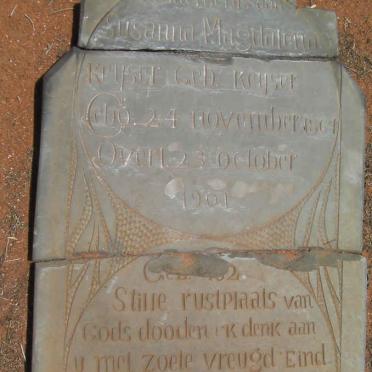 Susanna Magdalena
Keyser Geb. Keyser
Geb. 24 november 1864
Overl. 23 October
1901
Stille rustplaats van
Gods dooden ik denk aan
u met zoete vreugd Eind